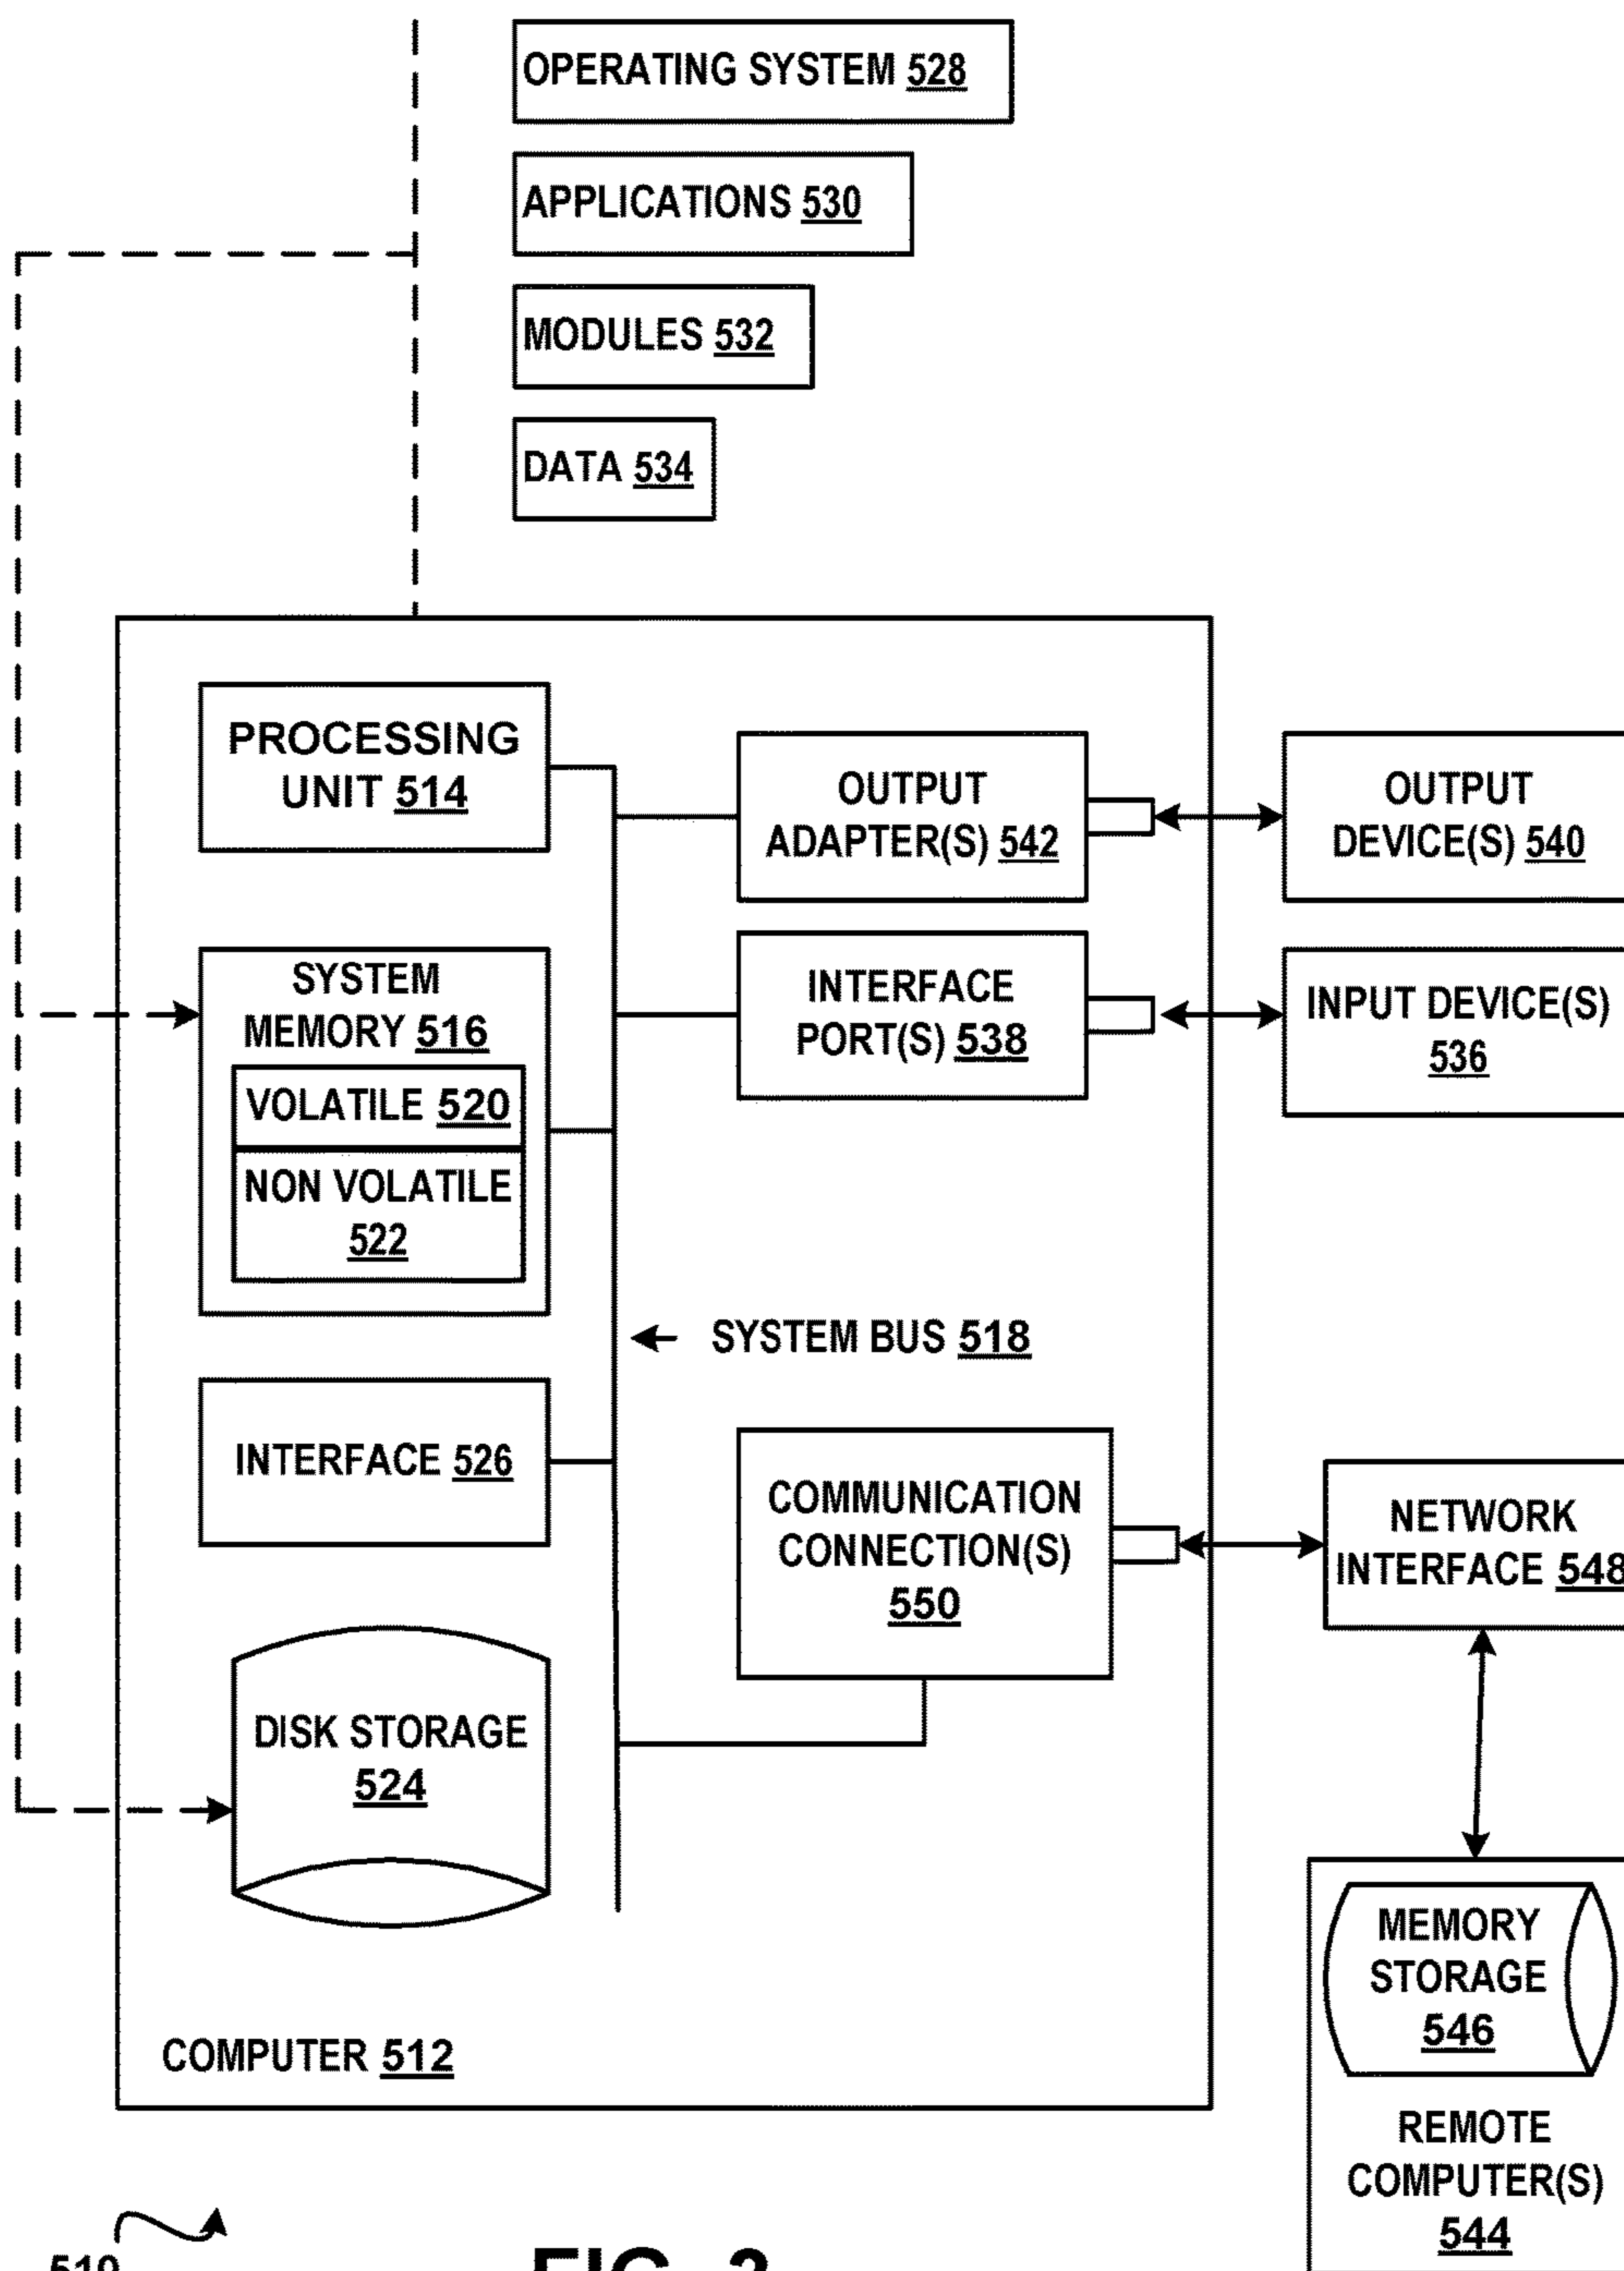 OPERATING SYSTEM 528
APPLICATIONS 530
MODULES 532
DATA 534
PROCESSING
UNIT 514
OUTPUT
ADAPTER(S) 542
OUTPUT
DEVICE(S) 540
SYSTEM
MEMORY 516
VOLATILE 520
NON VOLATILE
522
INTERFACE
PORT(S) 538
INPUT DEVICE(S)
536
SYSTEM BUS 518
INTERFACE 526
COMMUNICATION
CONNECTION(S)
550
NETWORK
INTERFACE 548
DISK STORAGE
524
MEMORY
STORAGE
546
REMOTE
COMPUTER(S)
544
COMPUTER 512
FIG.